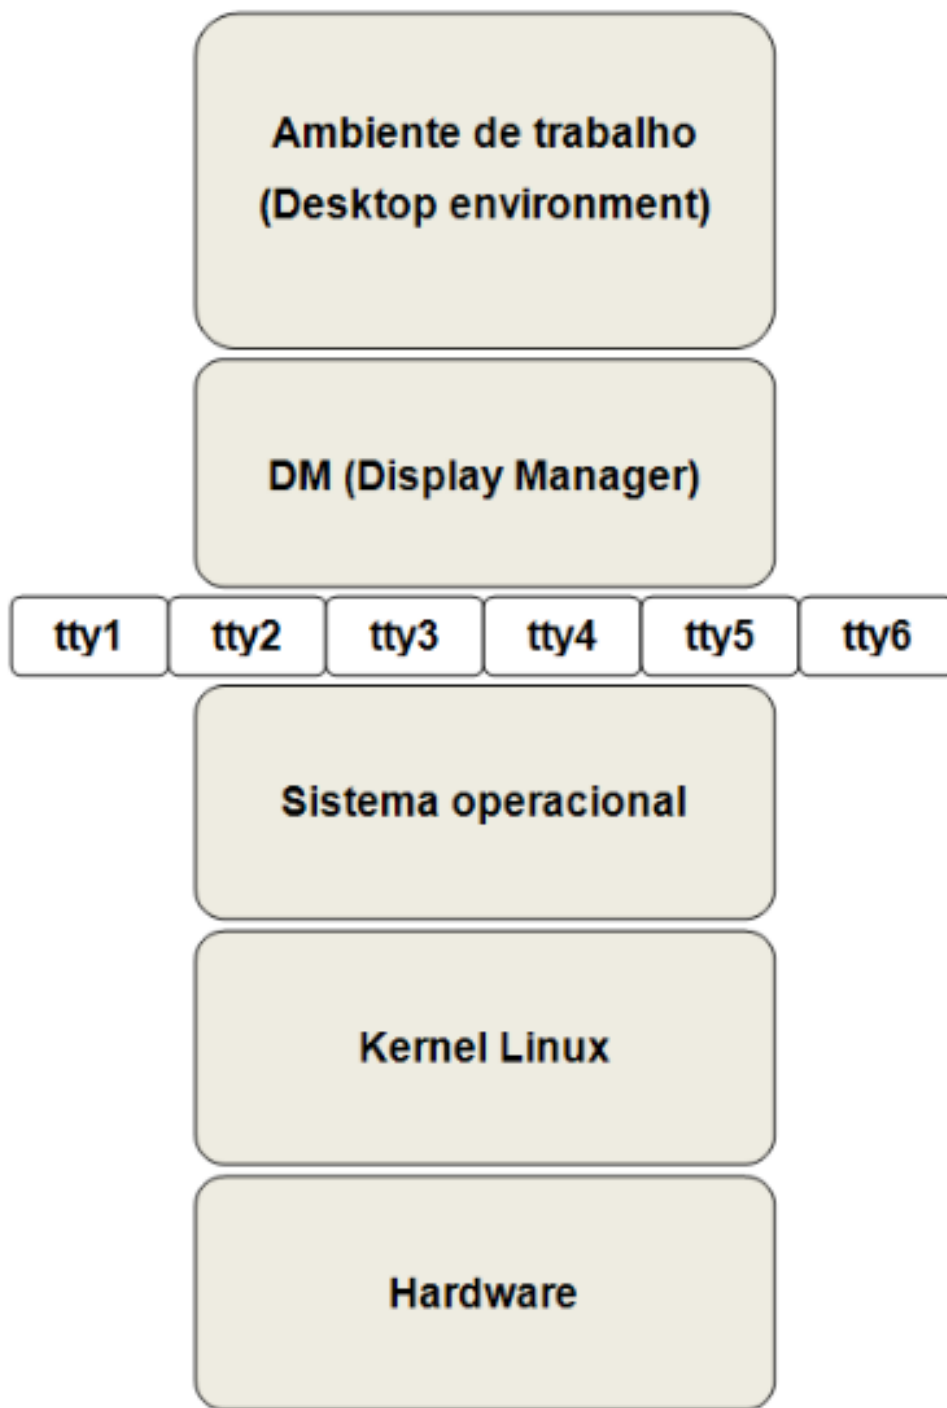 Ambiente de trabalho
(Desktop environment)
DM (Display Manager)
tty1 tty2 tty3 tty4 tty5 tty6
Sistema operacional
Kernel Linux
Hardware